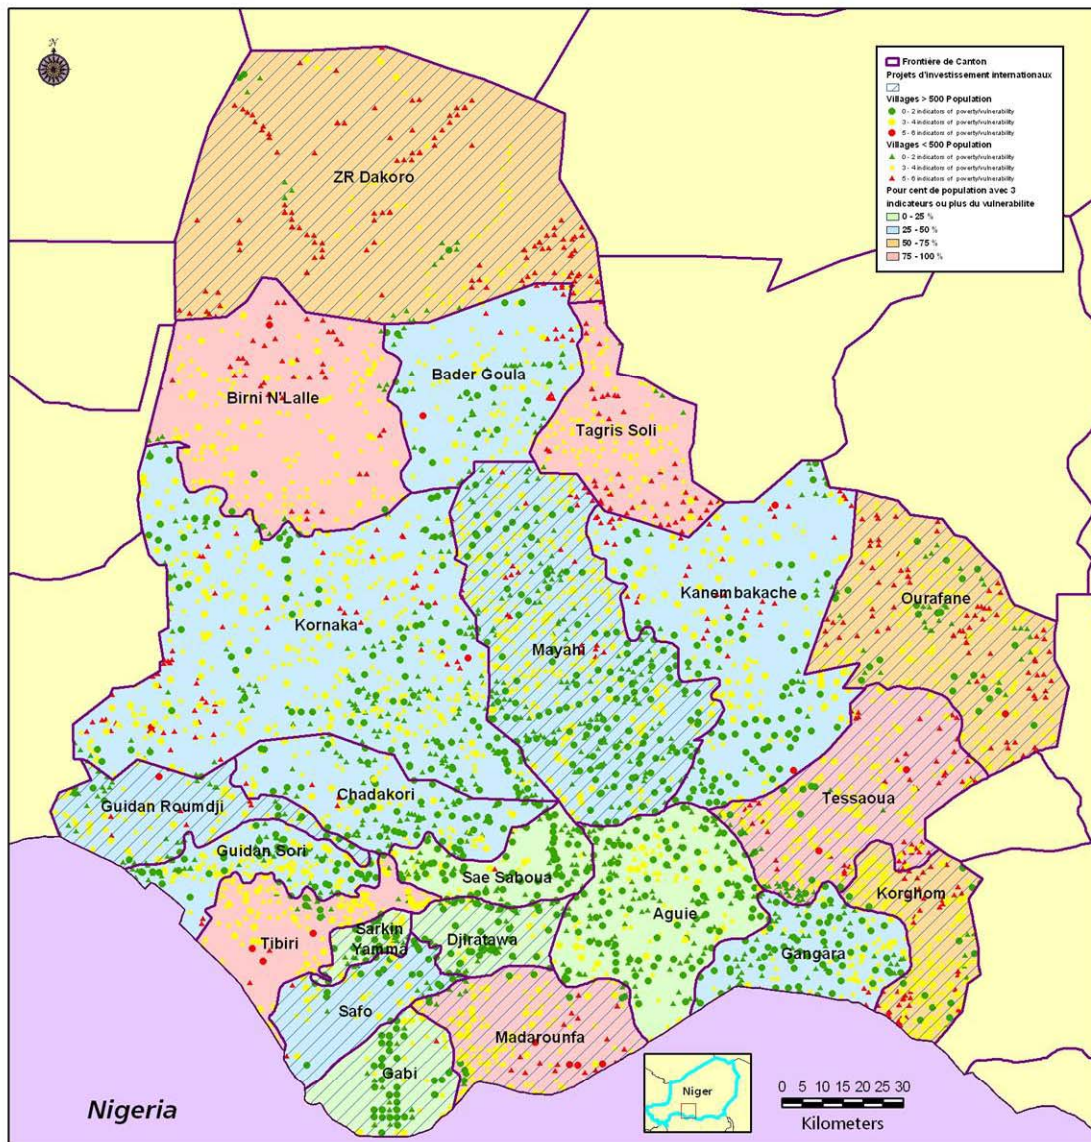 N
Frontière de Canton
Projets d'investissement internationaux
Villages > 500 Population
0 - 2 indicators of poverty/vulnerability
3 - 4 indicators of poverty/vulnerability
5 - 6 indicators of poverty/vulnerability
Villages < 500 Population
0 - 2 indicators of poverty/vulnerability
3 - 4 indicators of poverty/vulnerability
5 - 6 indicators of poverty/vulnerability
Pour cent de population avec 3
indicateurs ou plus du vulnerabilite
0 - 25 %
25 - 50 %
50 - 75 %
75 - 100 %
ZR Dakoro
Bader Goula
Birni N'Lalle
Tagris Soli
Kanembakache
Ourafane
Kornaka
Mayahi
Chadakori
Tessaoua
Guidan Roumdji
Guidan Sori
Sae Saboua
Korghom
Aguie
Sarkin
Yamma
Djiratawa
Tibiri
Gangara
Safo
Madarounfa
Gabi
Nigeria
Niger
0 5 10 15 20 25 30
Kilometers